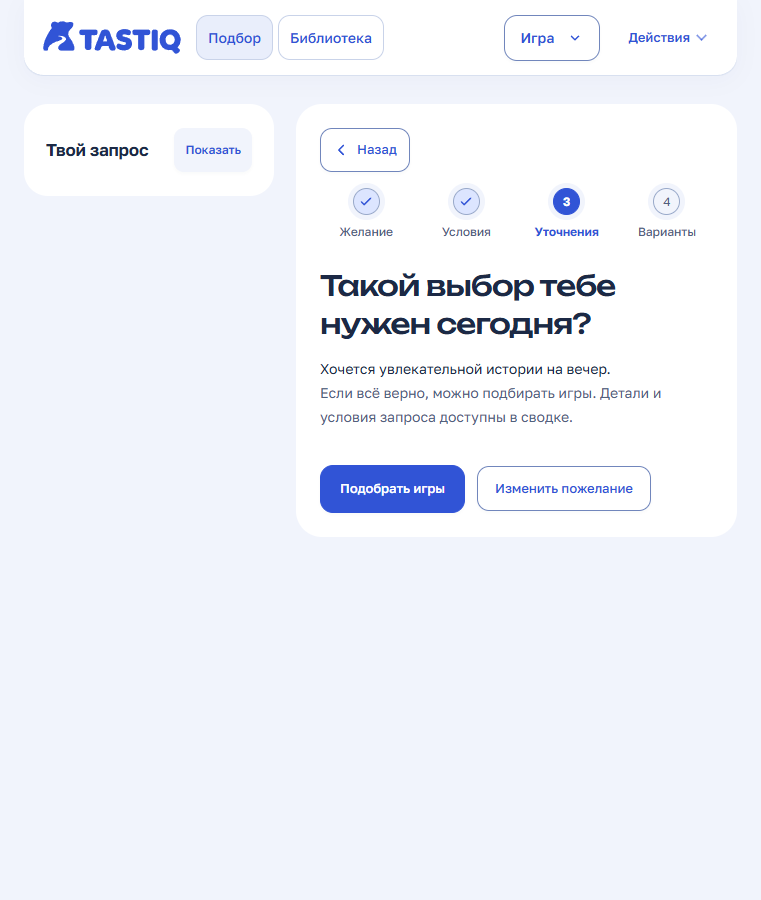 TASTIQ
Подбор
Библиотека
Игра
Действия
Твой запрос
Показать
Назад
3
4
Желание
Условия
Уточнения
Варианты
Такой выбор тебе
нужен сегодня?
Хочется увлекательной истории на вечер.
Если всё верно, можно подбирать игры. Детали и
условия запроса доступны в сводке.
Подобрать игры
Изменить пожелание